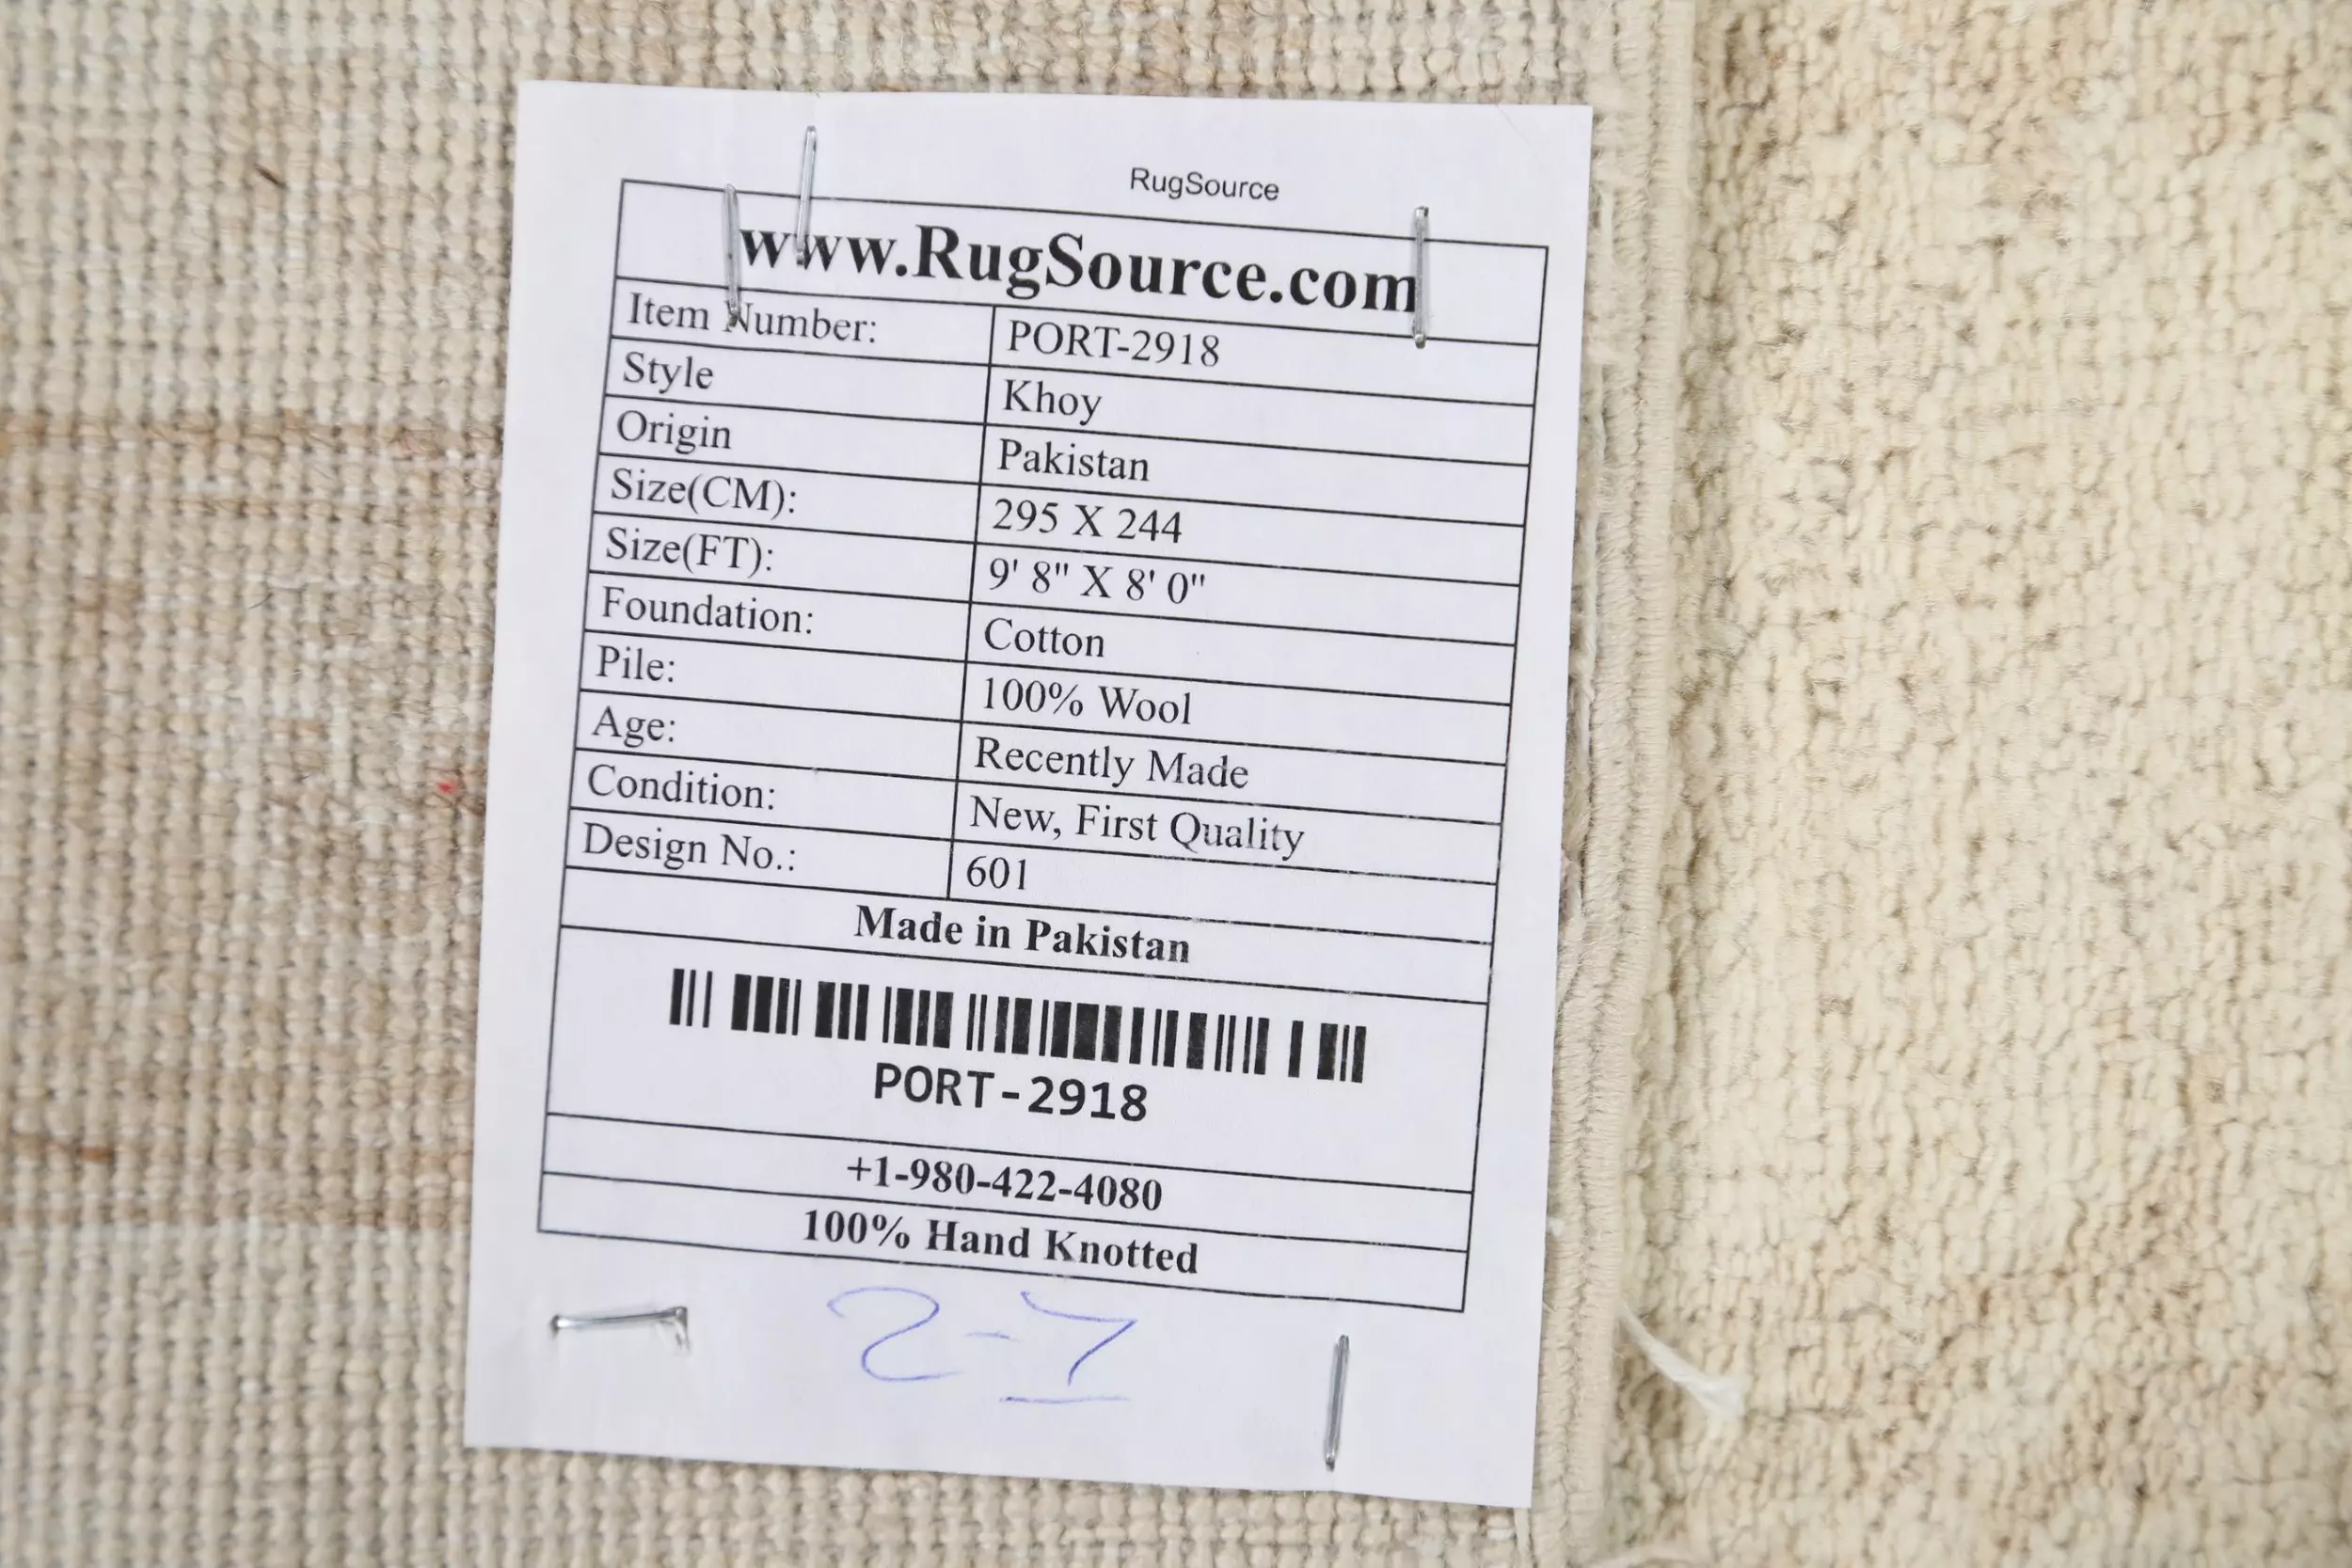 RugSource
www.RugSource.com
Item Number: PORT-2918
Style Khoy
Origin Pakistan
Size(CM): 295 X 244
Size(FT): 9' 8" X 8' 0"
Foundation: Cotton
Pile: 100% Wool
Age: Recently Made
Condition: New, First Quality
Design No.: 601
Made in Pakistan
PORT-2918
+1-980-422-4080
100% Hand Knotted